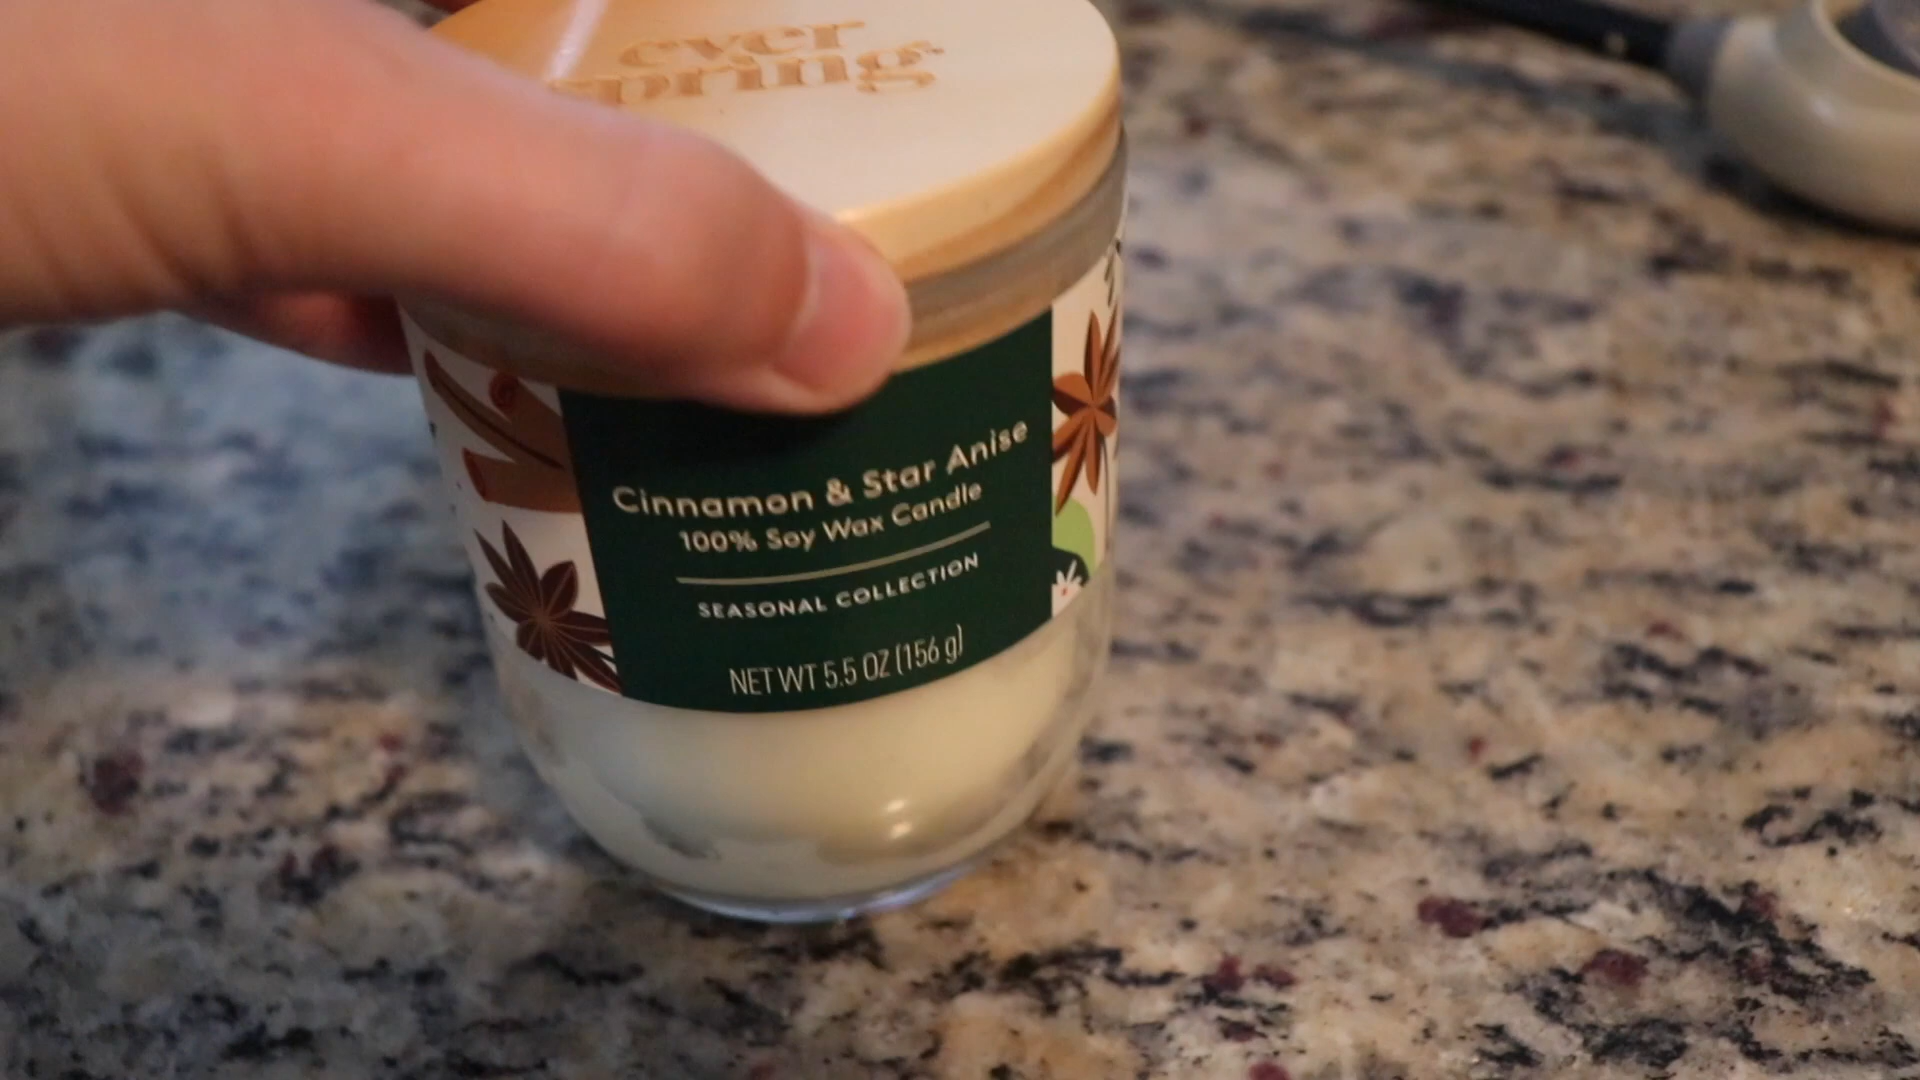 ever
spring.
Cinnamon & Star Anise
100% Soy Wax Candle
SEASONAL COLLECTION
NET WT 5.5 OZ (156 g)